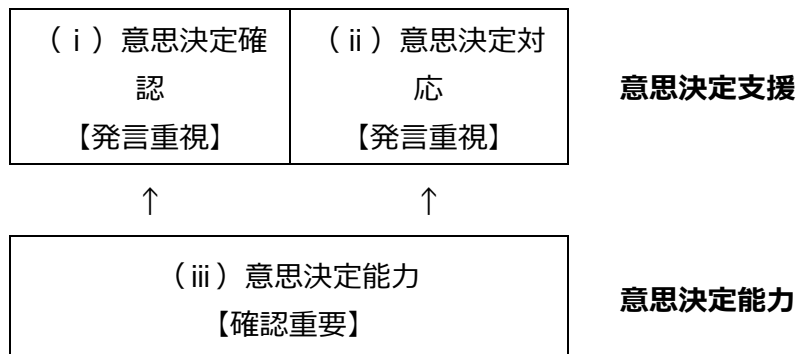 （ⅰ）意思決定確
認
【発言重視】
（ⅱ）意思決定対
応
【発言重視】
意思決定支援
↑ ↑
（ⅲ）意思決定能力
【確認重要】
意思決定能力